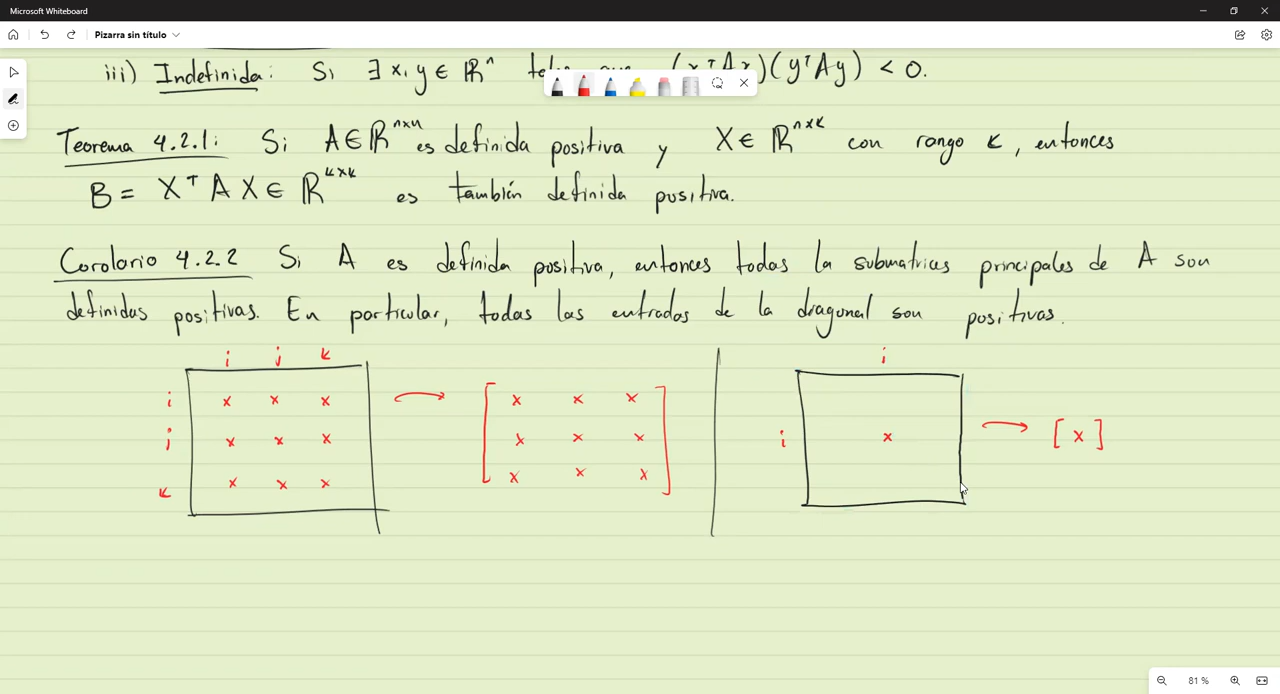 Microsoft Whiteboard
Pizarra sin título
iii) Indefinida: Si ∃ x, y ∈ ℝⁿ tales que (xᵀAx)(yᵀAy) < 0.
Teorema 4.2.1: Si A ∈ ℝⁿˣⁿ es definida positiva y X ∈ ℝⁿˣᵏ con rango k, entonces
B = Xᵀ A X ∈ ℝᵏˣᵏ es también definida positiva.
Corolario 4.2.2 Si A es definida positiva, entonces todas la submatrices principales de A son
definidas positivas. En particular, todas las entradas de la diagonal son positivas.
i j k
i x x x
j x x x
k x x x
x x x
x x x
x x x
i
i x
[x]
81 %